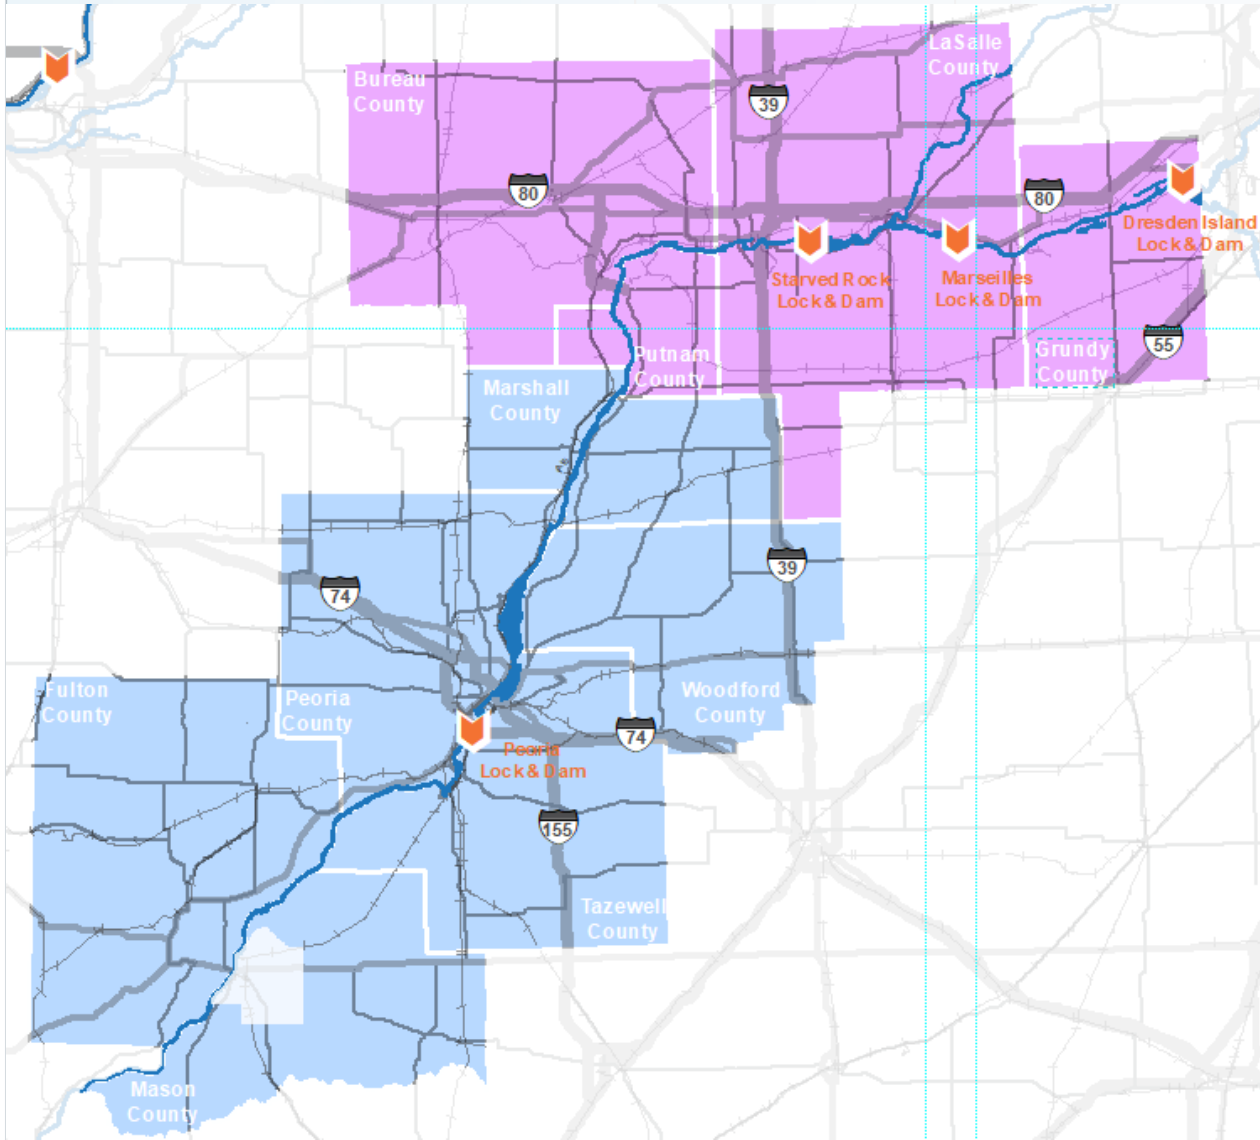 LaSalle
County
Bureau
County
39
80
80
Dresden Island
Lock & Dam
Starved Rock
Lock & Dam
Marseilles
Lock & Dam
55
Grundy
County
Putnam
County
Marshall
County
39
74
Fulton
County
Peoria
County
Woodford
County
74
Peoria
Lock & Dam
155
Tazewell
County
Mason
County